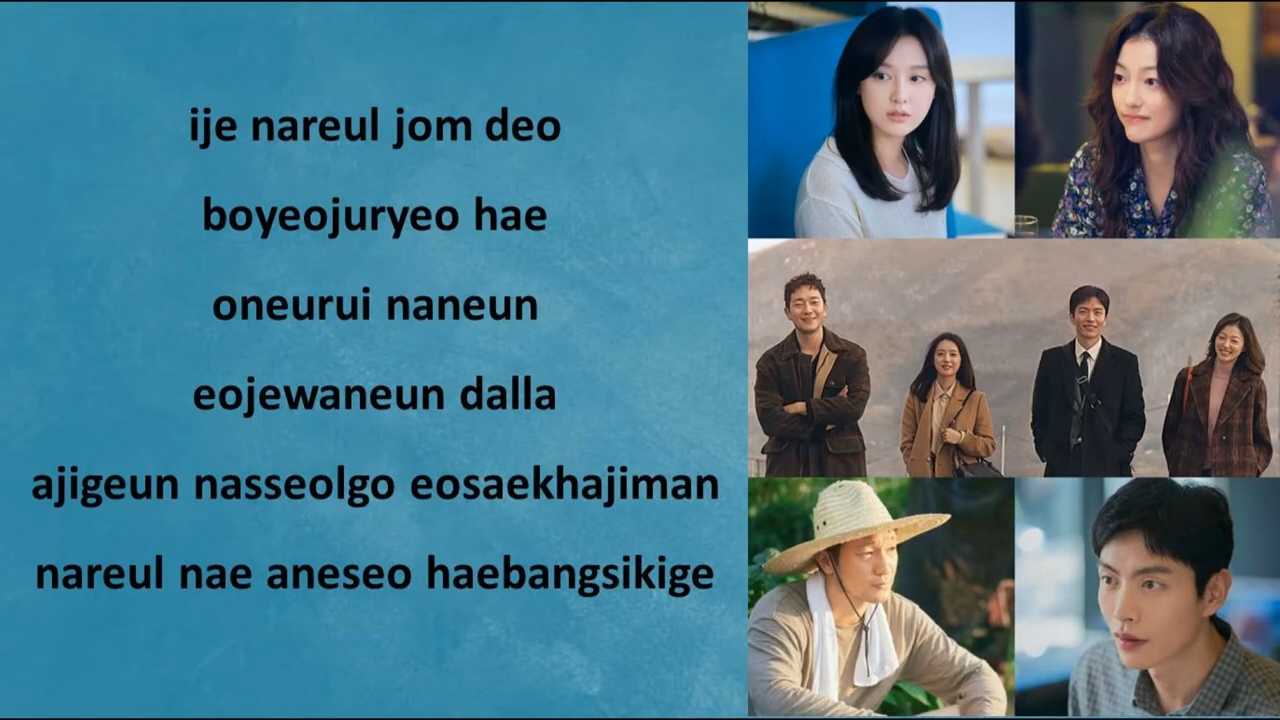 ije nareul jom deo
boyeojuryeo hae
oneurui naneun
eojewaneun dalla
ajigeun nasseolgo eosaekhajiman
nareul nae aneseo haebangsikige